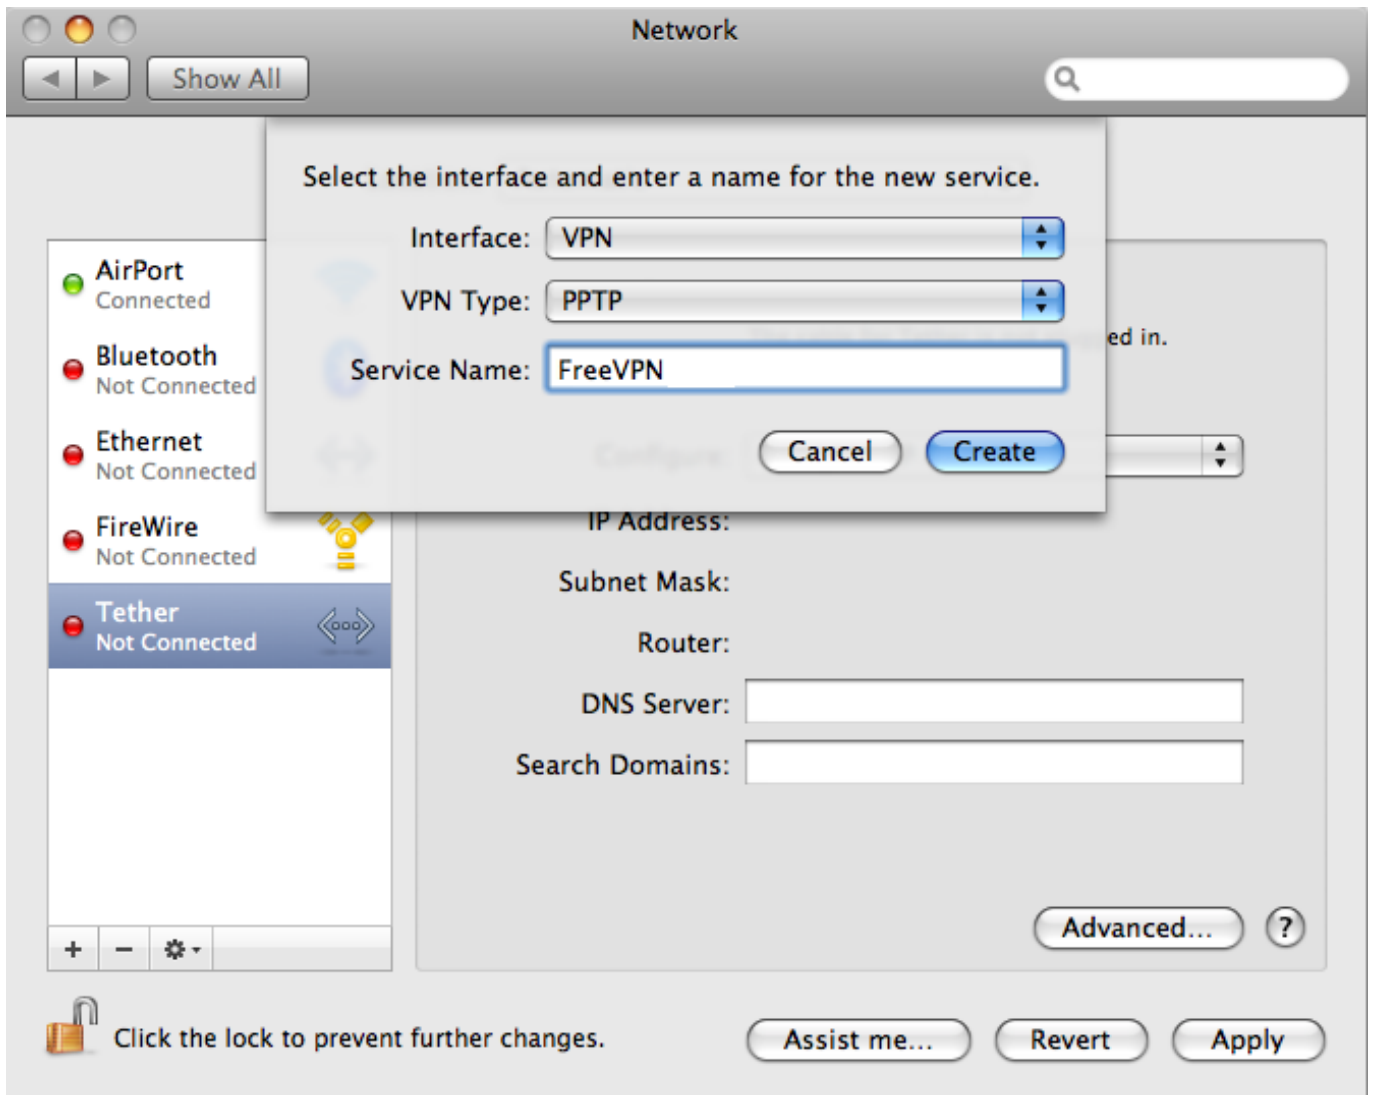 Network
Show All
Select the interface and enter a name for the new service.
Interface: VPN
VPN Type: PPTP
Service Name: FreeVPN
Cancel
Create
AirPort
Connected
Bluetooth
Not Connected
Ethernet
Not Connected
FireWire
Not Connected
Tether
Not Connected
ed in.
Configure:
IP Address:
Subnet Mask:
Router:
DNS Server:
Search Domains:
Advanced...
?
Click the lock to prevent further changes.
Assist me...
Revert
Apply